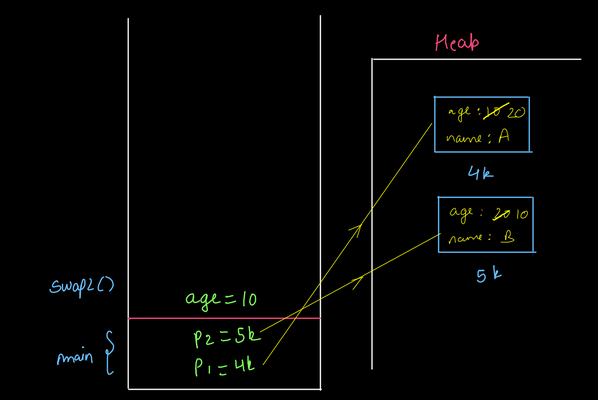 Heap
age : 10 20
name : A
4k
age : 20 10
name : B
5k
swap2()
age = 10
main {
P2 = 5k
P1 = 4k